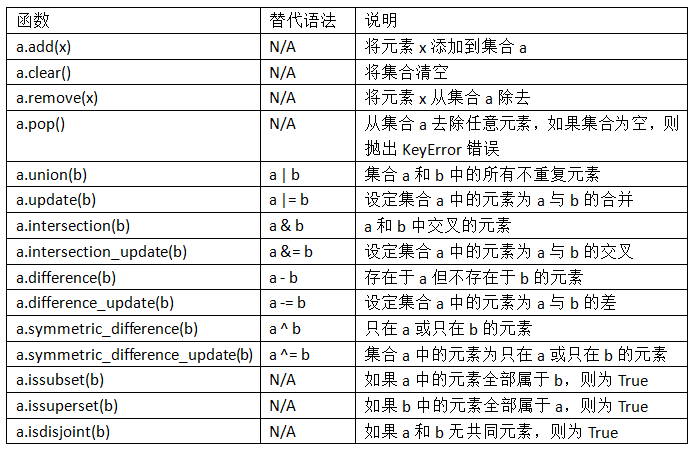 函数 替代语法 说明
a.add(x) N/A 将元素 x 添加到集合 a
a.clear() N/A 将集合清空
a.remove(x) N/A 将元素 x 从集合 a 除去
a.pop() N/A 从集合 a 去除任意元素，如果集合为空，则
抛出 KeyError 错误
a.union(b) a | b 集合 a 和 b 中的所有不重复元素
a.update(b) a |= b 设定集合 a 中的元素为 a 与 b 的合并
a.intersection(b) a & b a 和 b 中交叉的元素
a.intersection_update(b) a &= b 设定集合 a 中的元素为 a 与 b 的交叉
a.difference(b) a - b 存在于 a 但不存在于 b 的元素
a.difference_update(b) a -= b 设定集合 a 中的元素为 a 与 b 的差
a.symmetric_difference(b) a ^ b 只在 a 或只在 b 的元素
a.symmetric_difference_update(b) a ^= b 集合 a 中的元素为只在 a 或只在 b 的元素
a.issubset(b) N/A 如果 a 中的元素全部属于 b，则为 True
a.issuperset(b) N/A 如果 b 中的元素全部属于 a，则为 True
a.isdisjoint(b) N/A 如果 a 和 b 无共同元素，则为 True